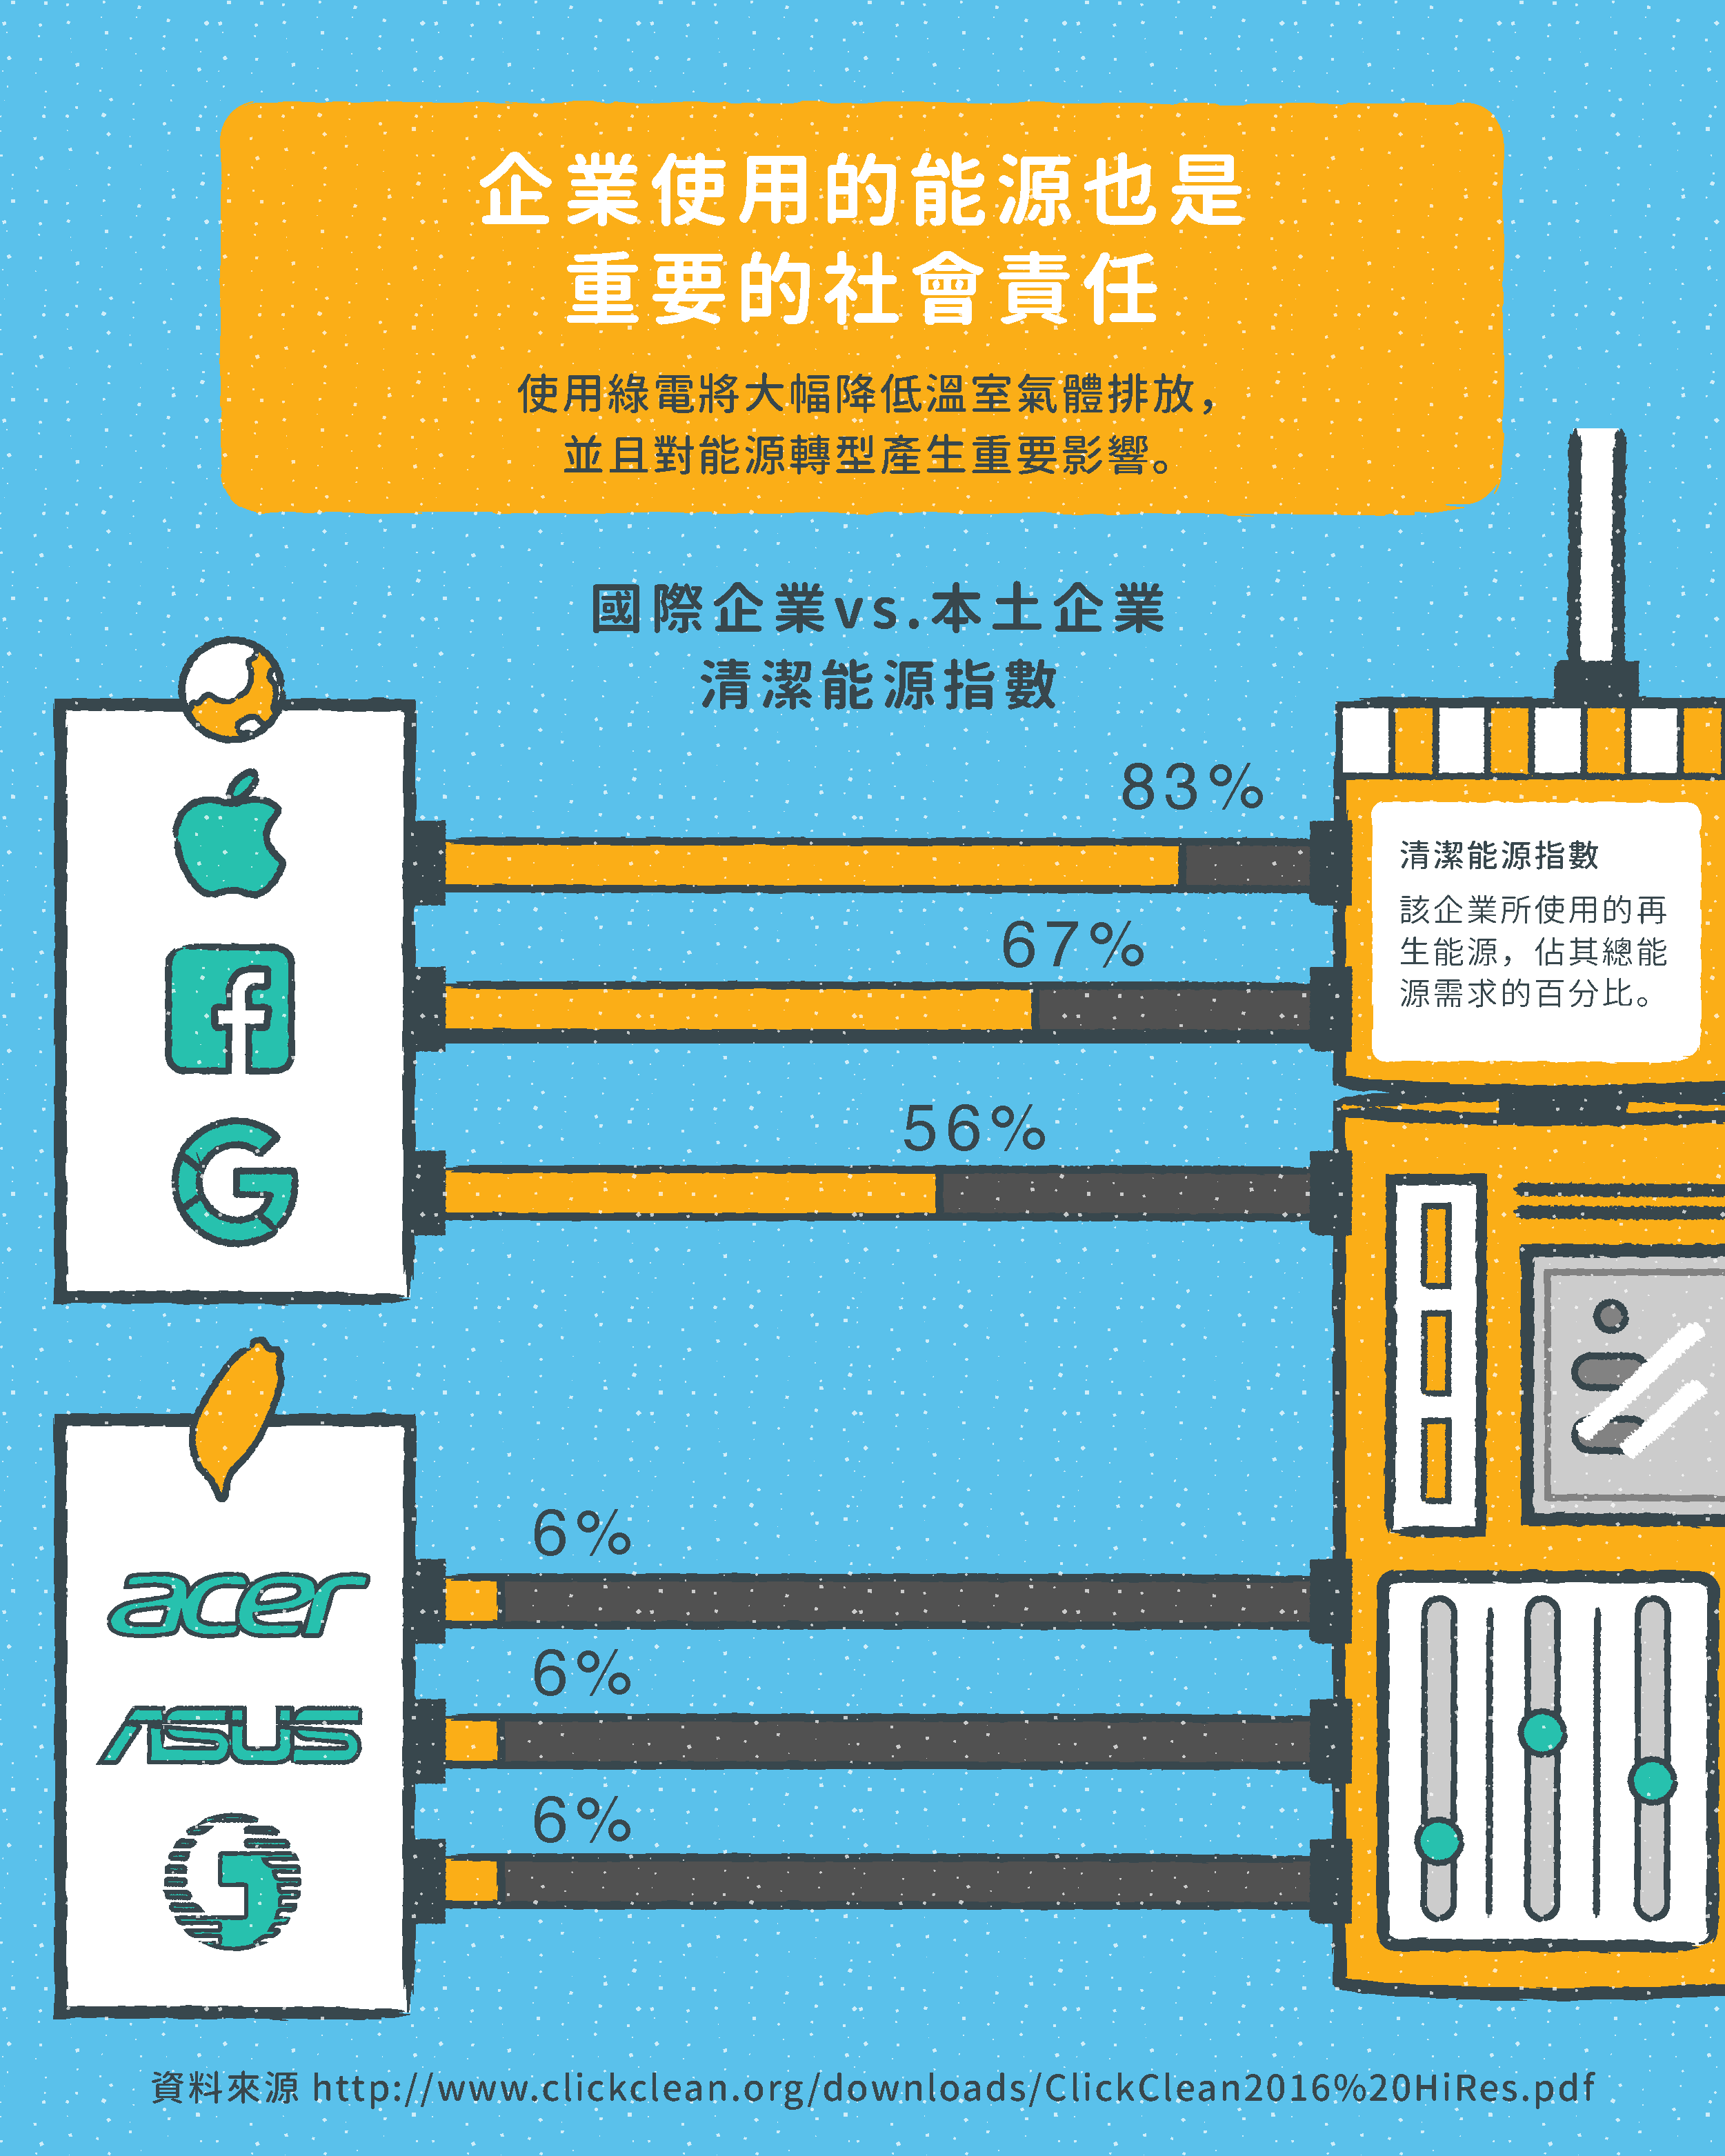 企業使用的能源也是
重要的社會責任
使用綠電將大幅降低溫室氣體排放，
並且對能源轉型產生重要影響。
國際企業vs.本土企業
清潔能源指數
83%
67%
56%
清潔能源指數
該企業所使用的再
生能源，佔其總能
源需求的百分比。
f
G
6%
acer
6%
ASUS
6%
資料來源 http://www.clickclean.org/downloads/ClickClean2016%20HiRes.pdf